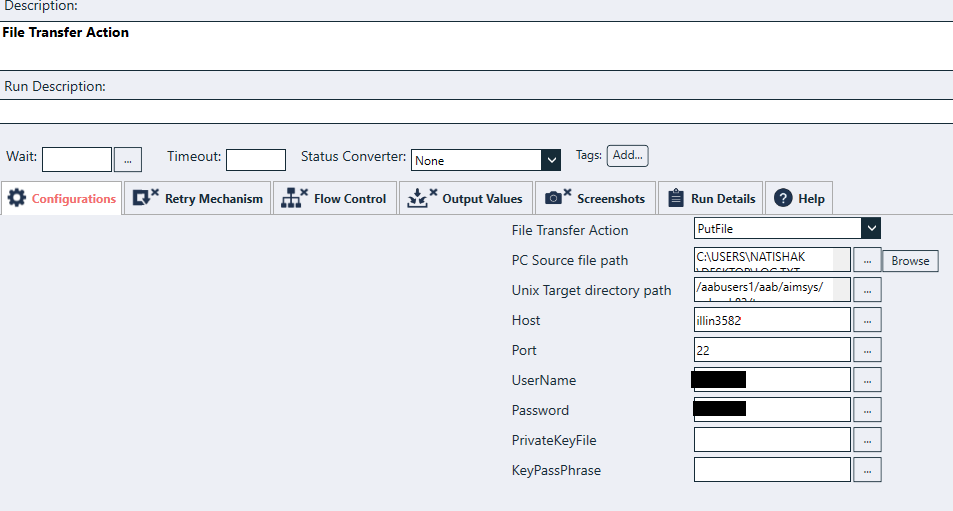 Description:
File Transfer Action
Run Description:
Wait: ... Timeout: Status Converter: None Tags: Add...
Configurations Retry Mechanism Flow Control Output Values Screenshots Run Details Help
File Transfer Action PutFile
PC Source file path C:\USERS\NATISHAK ... Browse
Unix Target directory path /aabusers1/aab/aimsys/ ...
Host illin3582 ...
Port 22 ...
UserName ...
Password ...
PrivateKeyFile ...
KeyPassPhrase ...